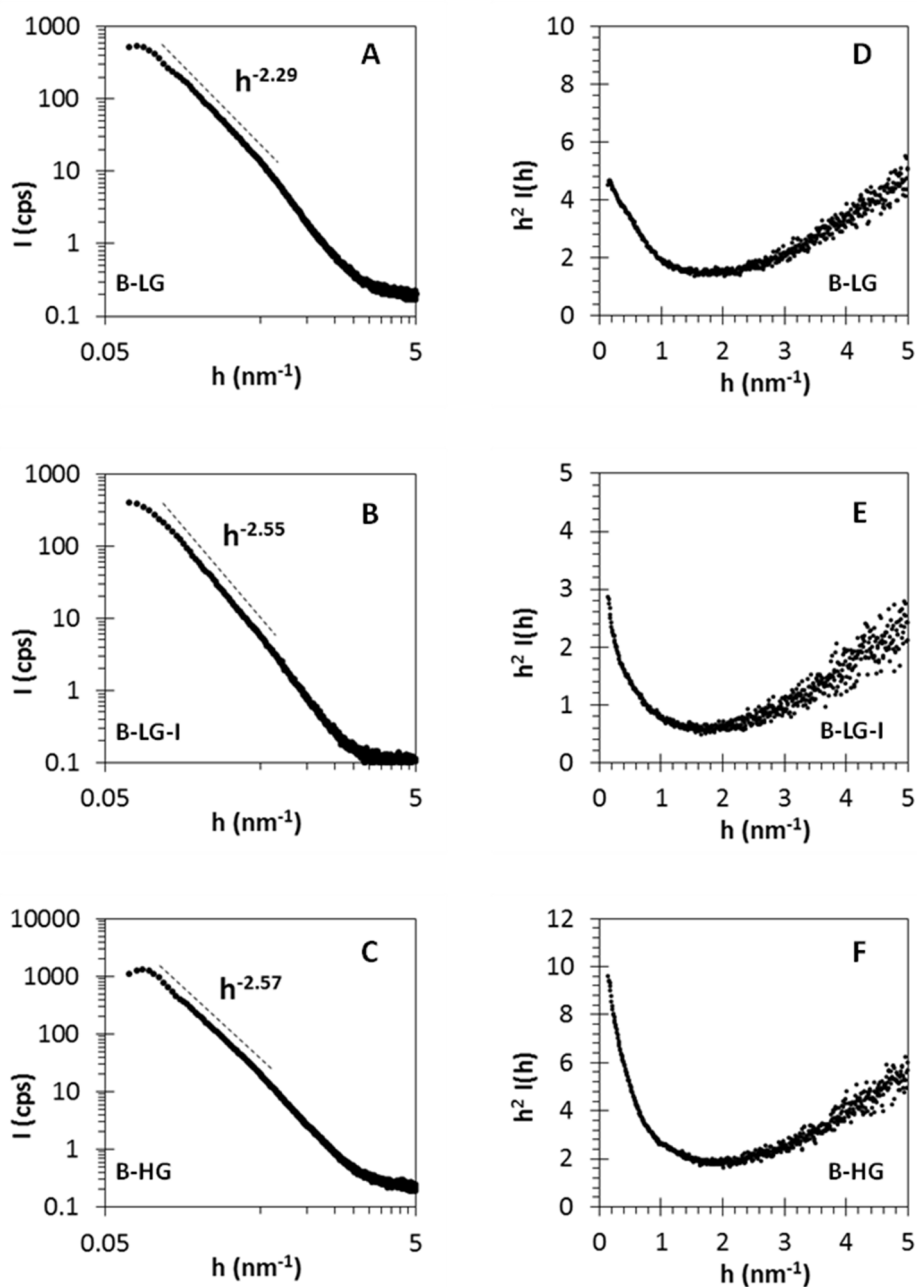 1000
A
h^-2.29
100
10
1
0.1
B-LG
0.05
5
I (cps)
h (nm^-1)
10
D
8
6
4
2
0
B-LG
0 1 2 3 4 5
h^2 I(h)
h (nm^-1)
1000
B
h^-2.55
100
10
1
0.1
B-LG-I
0.05
5
I (cps)
h (nm^-1)
5
E
4
3
2
1
0
B-LG-I
0 1 2 3 4 5
h^2 I(h)
h (nm^-1)
10000
C
1000
h^-2.57
100
10
1
0.1
B-HG
0.05
5
I (cps)
h (nm^-1)
12
F
10
8
6
4
2
0
B-HG
0 1 2 3 4 5
h^2 I(h)
h (nm^-1)